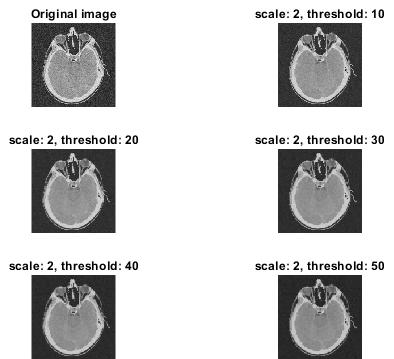 Original image
scale: 2, threshold: 10
scale: 2, threshold: 20
scale: 2, threshold: 30
scale: 2, threshold: 40
scale: 2, threshold: 50